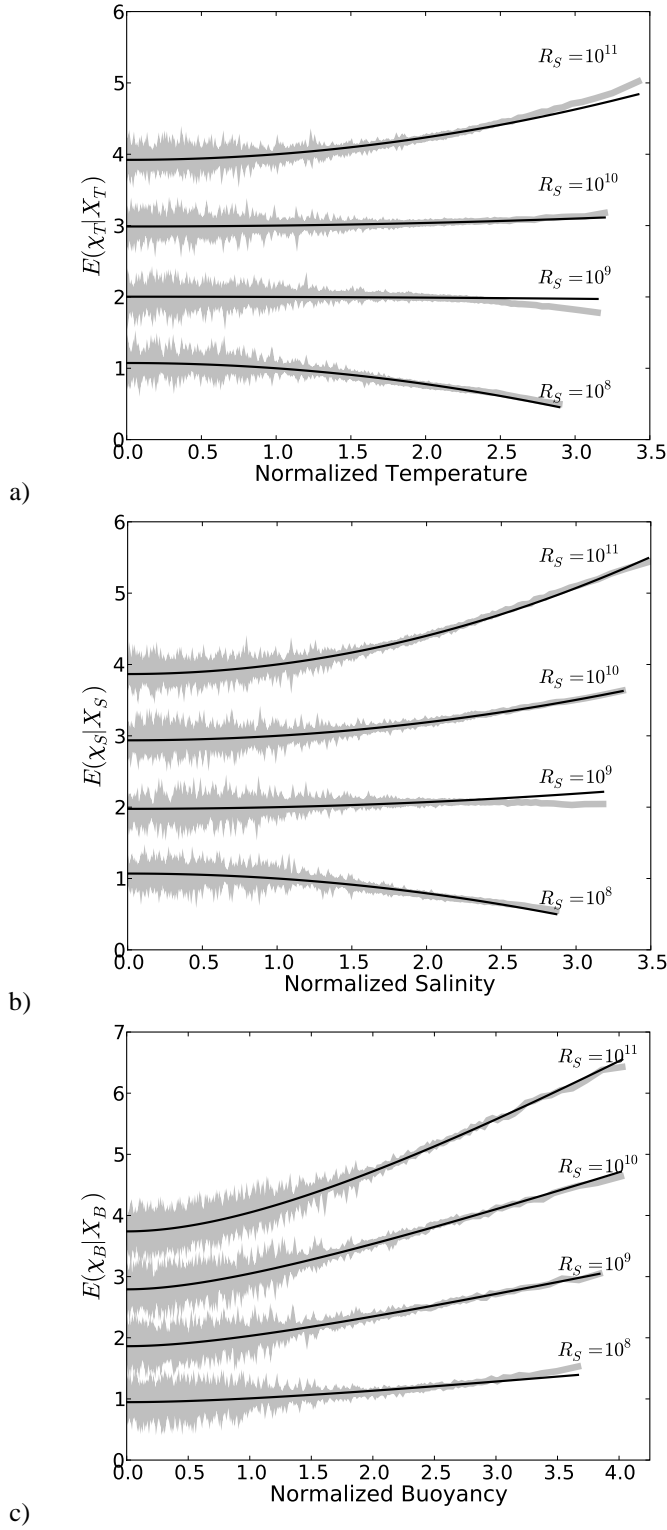 6
5
4
3
2
1
0
E(χ_T|X_T)
R_S = 10^11
R_S = 10^10
R_S = 10^9
R_S = 10^8
0.0 0.5 1.0 1.5 2.0 2.5 3.0 3.5
Normalized Temperature
a)
6
5
4
3
2
1
0
E(χ_S|X_S)
R_S = 10^11
R_S = 10^10
R_S = 10^9
R_S = 10^8
0.0 0.5 1.0 1.5 2.0 2.5 3.0 3.5
Normalized Salinity
b)
7
6
5
4
3
2
1
0
E(χ_B|X_B)
R_S = 10^11
R_S = 10^10
R_S = 10^9
R_S = 10^8
0.0 0.5 1.0 1.5 2.0 2.5 3.0 3.5 4.0
Normalized Buoyancy
c)